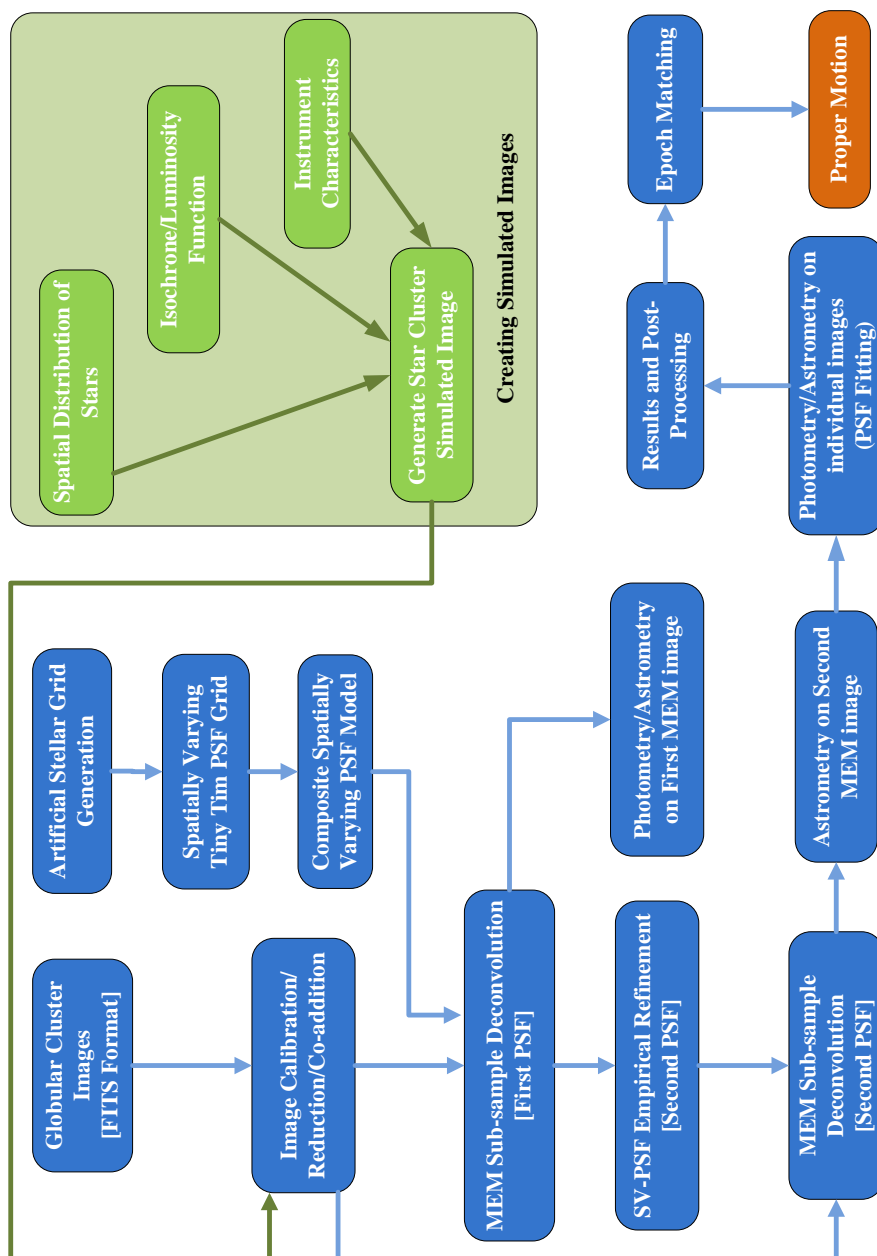 Globular Cluster
Images
[FITS Format]
Artificial Stellar Grid
Generation
Spatial Distribution of
Stars
Isochrone/Luminosity
Function
Instrument
Characteristics
Generate Star Cluster
Simulated Image
Creating Simulated Images
Spatially Varying
Tiny Tim PSF Grid
Composite Spatially
Varying PSF Model
Image Calibration/
Reduction/Co-addition
MEM Sub-sample Deconvolution
[First PSF]
Photometry/Astrometry
on First MEM image
SV-PSF Empirical Refinement
[Second PSF]
MEM Sub-sample
Deconvolution
[Second PSF]
Astrometry on Second
MEM image
Photometry/Astrometry on
individual images
(PSF Fitting)
Results and Post-
Processing
Epoch Matching
Proper Motion